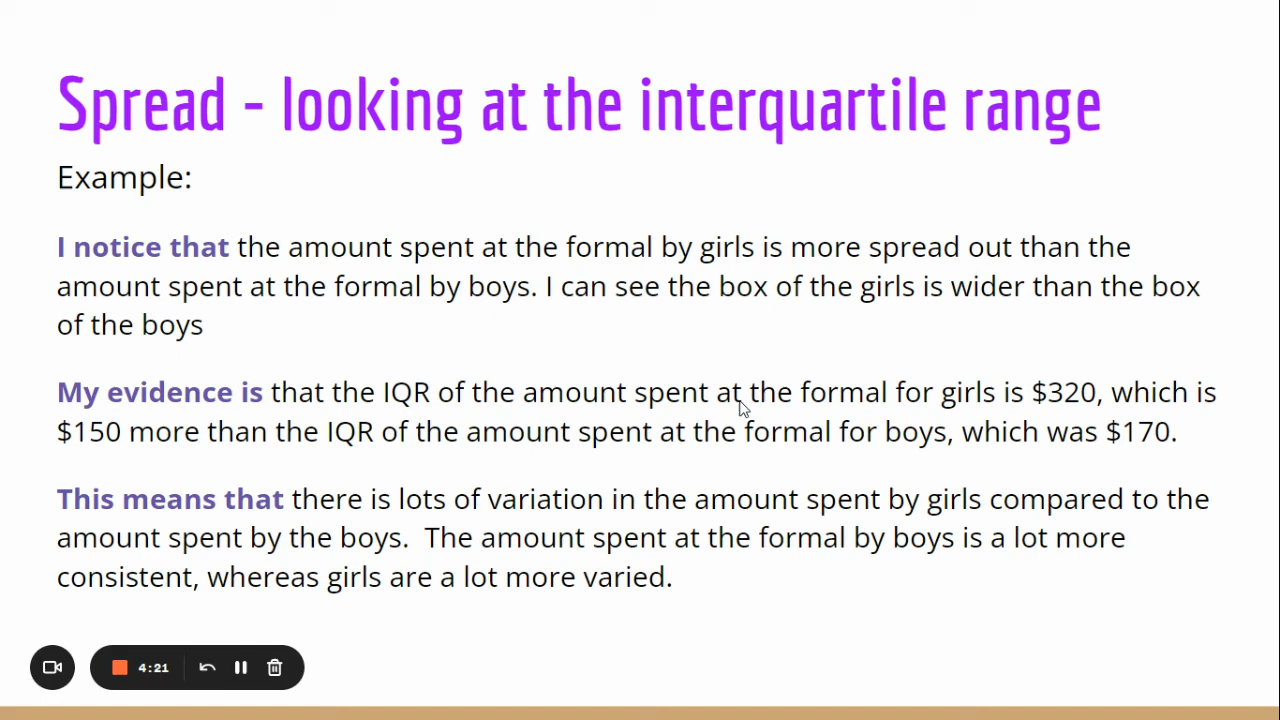 Spread - looking at the interquartile range
Example:
I notice that the amount spent at the formal by girls is more spread out than the
amount spent at the formal by boys. I can see the box of the girls is wider than the box
of the boys
My evidence is that the IQR of the amount spent at the formal for girls is $320, which is
$150 more than the IQR of the amount spent at the formal for boys, which was $170.
This means that there is lots of variation in the amount spent by girls compared to the
amount spent by the boys.  The amount spent at the formal by boys is a lot more
consistent, whereas girls are a lot more varied.
4:21